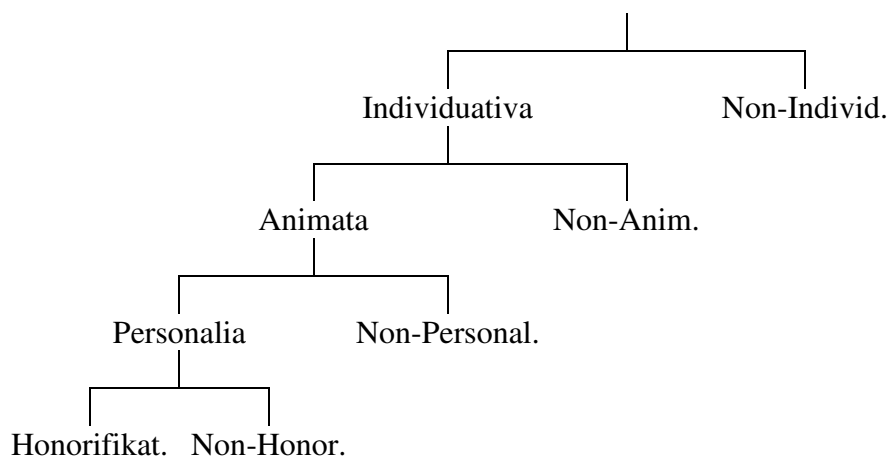 Individuativa Non-Individ.
Animata Non-Anim.
Personalia Non-Personal.
Honorifikat. Non-Honor.